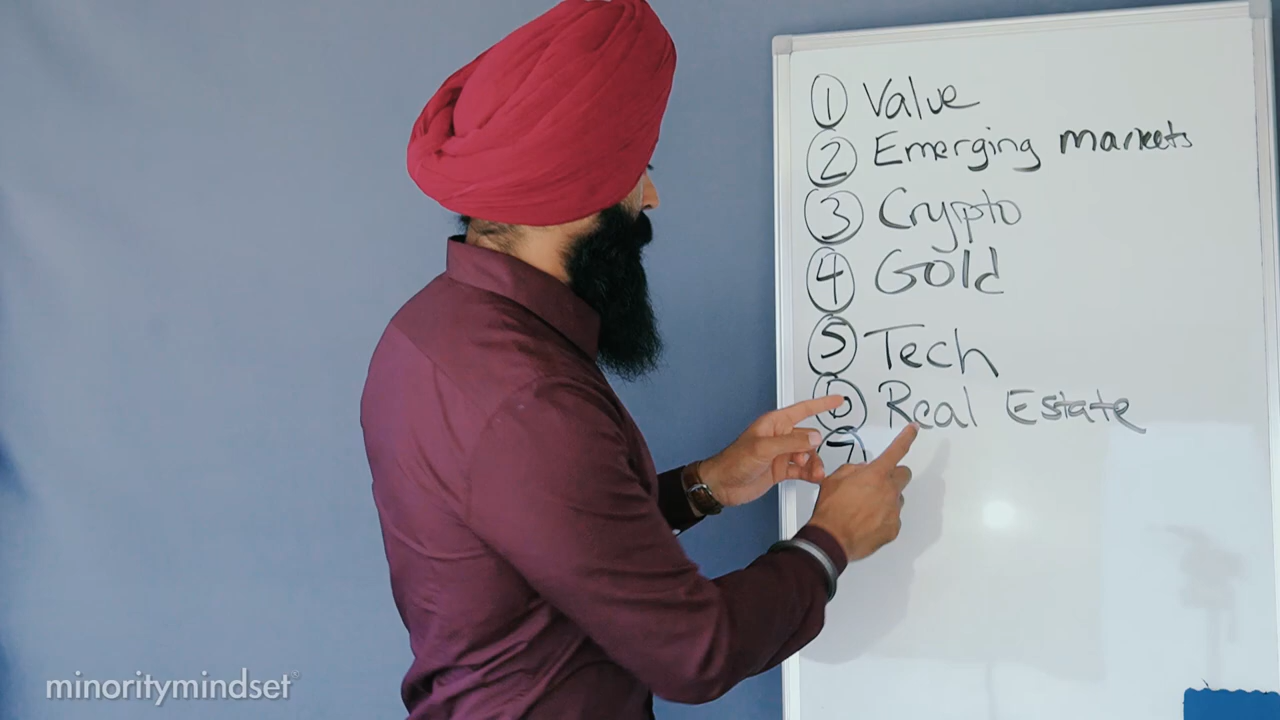 ① Value
② Emerging markets
③ Crypto
④ Gold
⑤ Tech
⑥ Real Estate
⑦
minoritymindset®